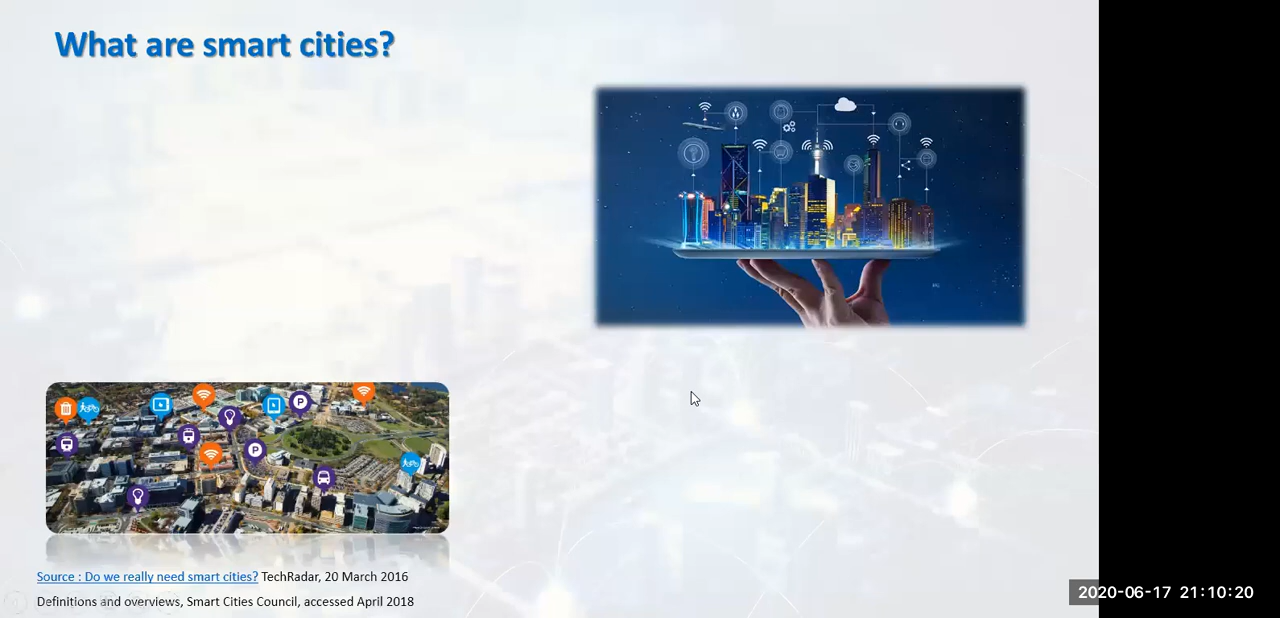 What are smart cities?
P
P
Source : Do we really need smart cities? TechRadar, 20 March 2016
Definitions and overviews, Smart Cities Council, accessed April 2018
2020-06-17 21:10:20